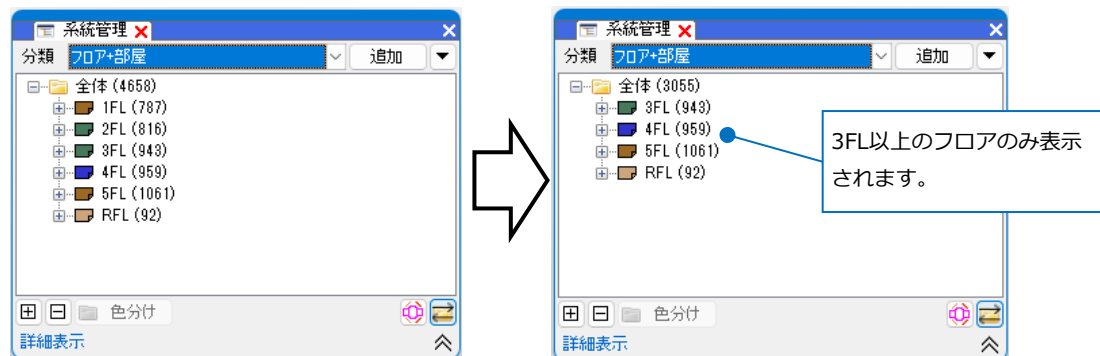 系統管理
分類 フロア+部屋 追加
全体 (4658)
1FL (787)
2FL (816)
3FL (943)
4FL (959)
5FL (1061)
RFL (92)
色分け
詳細表示
系統管理
分類 フロア+部屋 追加
全体 (3055)
3FL (943)
4FL (959)
5FL (1061)
RFL (92)
色分け
詳細表示
3FL以上のフロアのみ表示
されます。